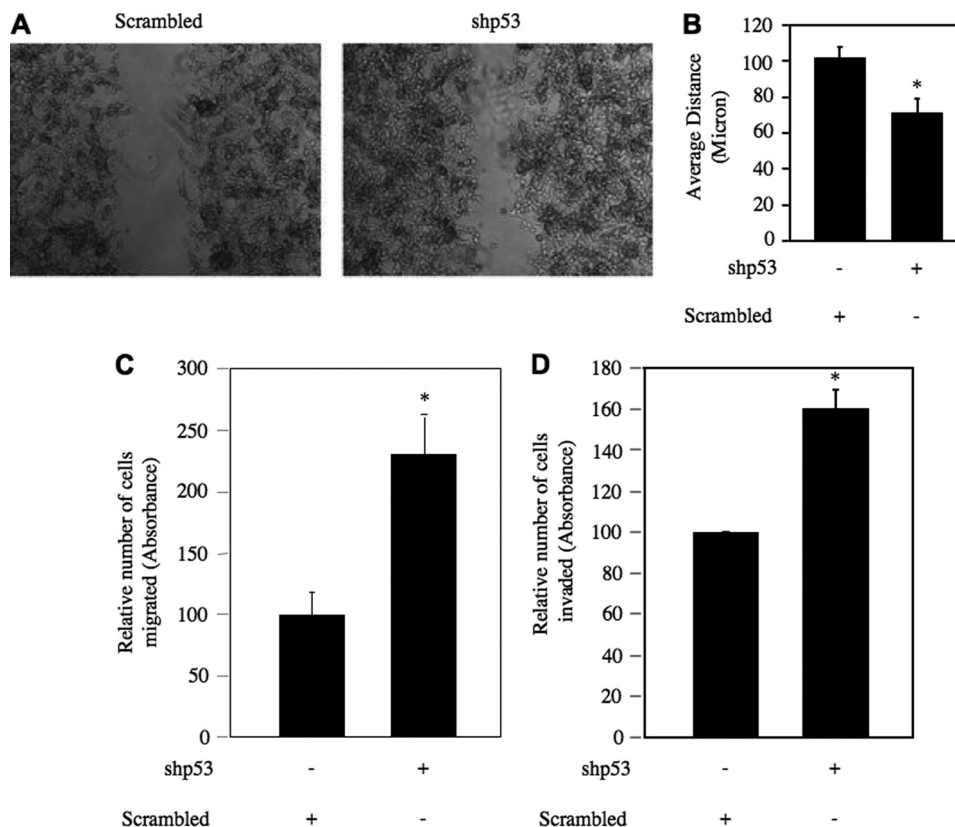 A
Scrambled
shp53
B
Average Distance
(Micron)
120
100
80
60
40
20
0
*
shp53
-
+
Scrambled
+
-
C
Relative number of cells
migrated (Absorbance)
300
250
200
150
100
50
0
*
shp53
-
+
Scrambled
+
-
D
Relative number of cells
invaded (Absorbance)
180
160
140
120
100
80
60
40
20
0
*
shp53
-
+
Scrambled
+
-